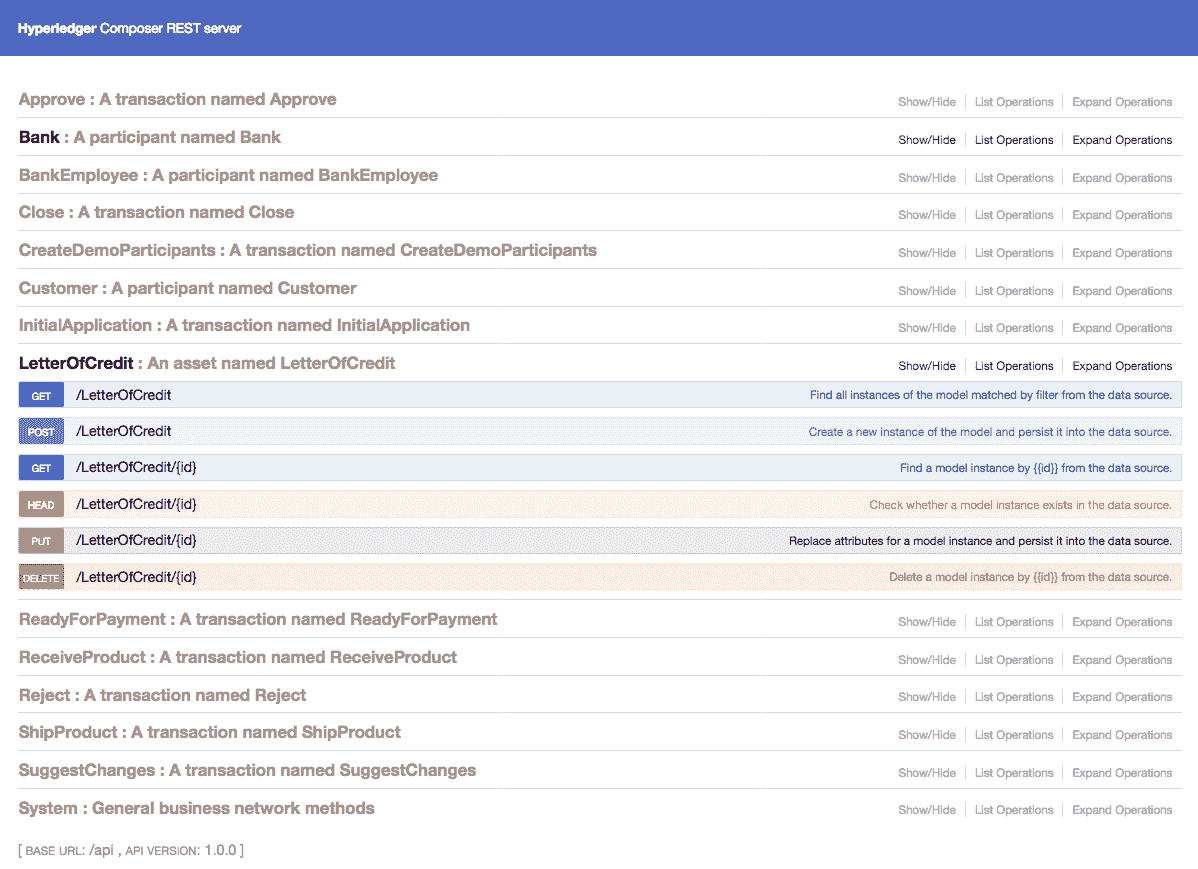 Hyperledger Composer REST server
Approve : A transaction named Approve Show/Hide List Operations Expand Operations
Bank : A participant named Bank Show/Hide List Operations Expand Operations
BankEmployee : A participant named BankEmployee Show/Hide List Operations Expand Operations
Close : A transaction named Close Show/Hide List Operations Expand Operations
CreateDemoParticipants : A transaction named CreateDemoParticipants Show/Hide List Operations Expand Operations
Customer : A participant named Customer Show/Hide List Operations Expand Operations
InitialApplication : A transaction named InitialApplication Show/Hide List Operations Expand Operations
LetterOfCredit : An asset named LetterOfCredit Show/Hide List Operations Expand Operations
GET /LetterOfCredit Find all instances of the model matched by filter from the data source.
POST /LetterOfCredit Create a new instance of the model and persist it into the data source.
GET /LetterOfCredit/{id} Find a model instance by {{id}} from the data source.
HEAD /LetterOfCredit/{id} Check whether a model instance exists in the data source.
PUT /LetterOfCredit/{id} Replace attributes for a model instance and persist it into the data source.
DELETE /LetterOfCredit/{id} Delete a model instance by {{id}} from the data source.
ReadyForPayment : A transaction named ReadyForPayment Show/Hide List Operations Expand Operations
ReceiveProduct : A transaction named ReceiveProduct Show/Hide List Operations Expand Operations
Reject : A transaction named Reject Show/Hide List Operations Expand Operations
ShipProduct : A transaction named ShipProduct Show/Hide List Operations Expand Operations
SuggestChanges : A transaction named SuggestChanges Show/Hide List Operations Expand Operations
System : General business network methods Show/Hide List Operations Expand Operations
[ BASE URL: /api , API VERSION: 1.0.0 ]